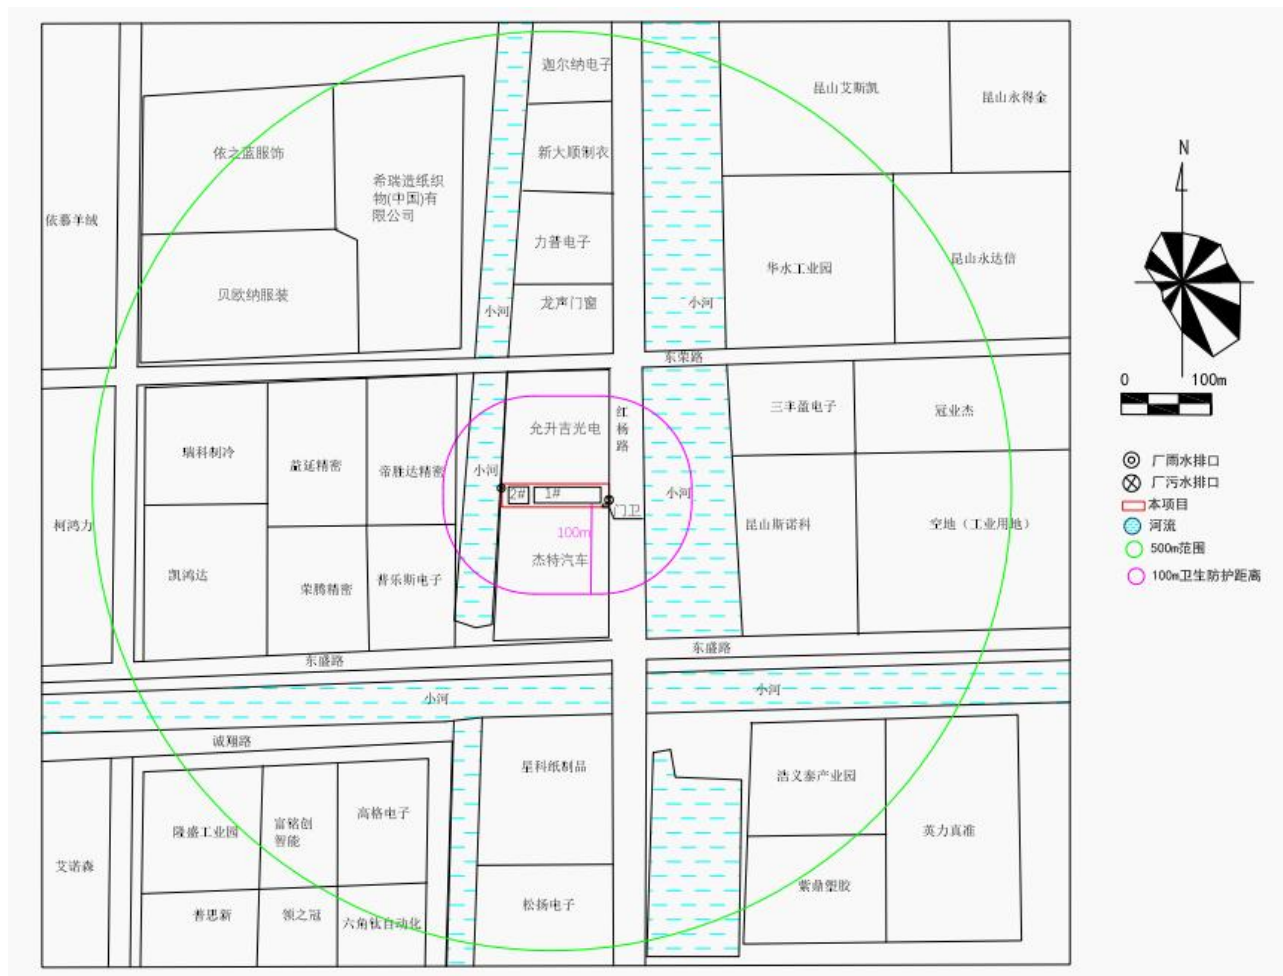 迦尔纳电子
昆山艾斯凯
昆山永得金
依之蓝服饰
新大顺制衣
希瑞造纸织
物(中国)有
限公司
N
依慕羊绒
力普电子
华水工业园
昆山永达信
贝欧纳服装
龙声门窗
小河
小河
东荣路
0 100m
瑞科制冷
益延精密
帝胜达精密
小河
允升吉光电
红
杨
路
三丰盈电子
冠业杰
厂雨水排口
厂污水排口
本项目
河流
500m范围
100m卫生防护距离
2#
1#
门卫
小河
柯鸿力
昆山斯诺科
空地（工业用地）
100m
杰特汽车
凯鸿达
荣腾精密
普乐斯电子
东盛路
东盛路
小河
小河
诚翔路
星科纸制品
浩义泰产业园
隆盛工业园
富铭创
智能
高格电子
英力真准
艾诺森
紫鼎塑胶
普思新
领之冠
六角钛自动化
松扬电子